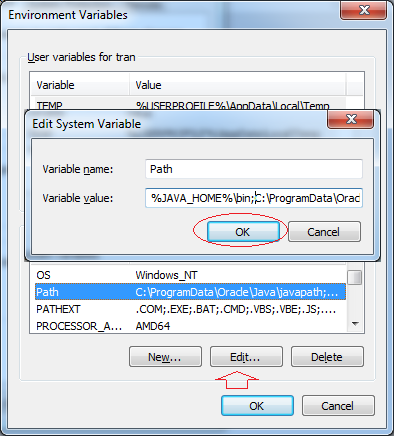 Environment Variables
User variables for tran
Variable Value
TEMP %USERPROFILE%\AppData\Local\Temp
Edit System Variable
Variable name: Path
Variable value: %JAVA_HOME%\bin;C:\ProgramData\Orac
OK Cancel
OS Windows_NT
Path C:\ProgramData\Oracle\Java\javapath;...
PATHEXT .COM;.EXE;.BAT;.CMD;.VBS;.VBE;.JS;....
PROCESSOR_A... AMD64
New... Edit... Delete
OK Cancel